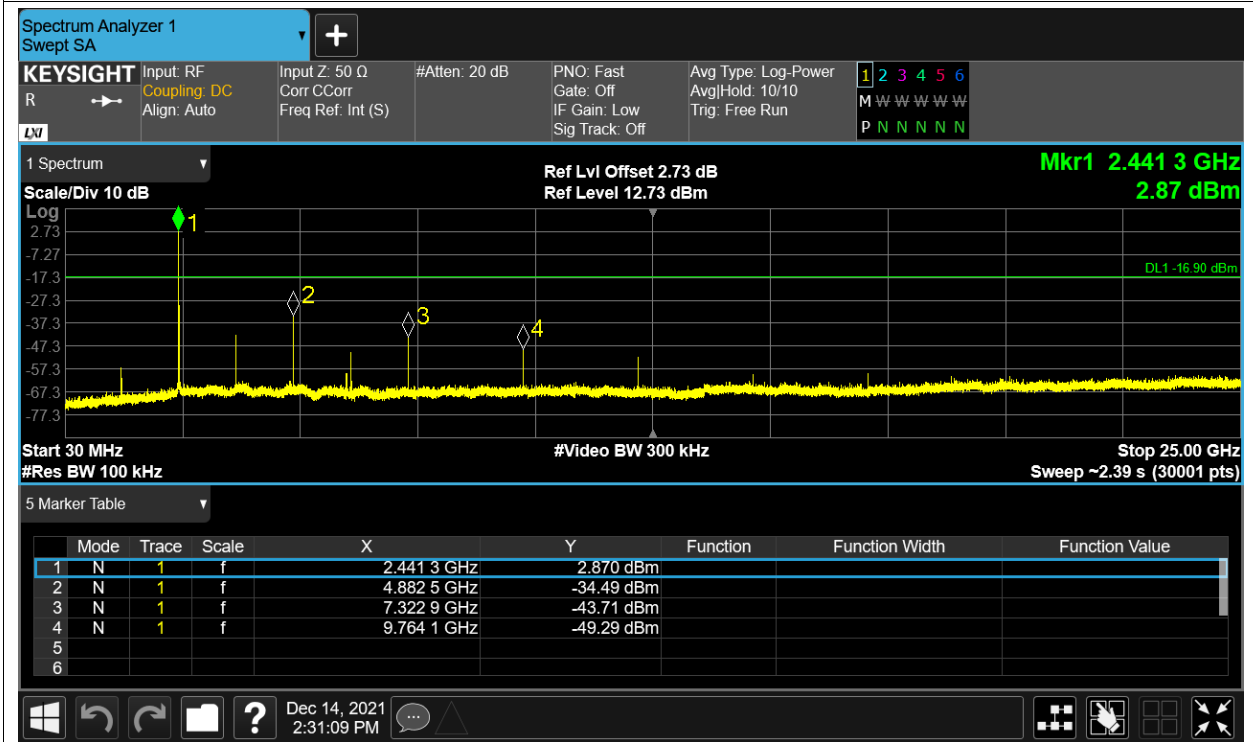 Spectrum Analyzer 1
Swept SA
+
KEYSIGHT Input: RF Input Z: 50 Ω #Atten: 20 dB PNO: Fast Avg Type: Log-Power 1 2 3 4 5 6
R Coupling: DC Corr CCorr Gate: Off Avg|Hold: 10/10 M W W W W W
Align: Auto Freq Ref: Int (S) IF Gain: Low Trig: Free Run
LXI Sig Track: Off P N N N N N
1 Spectrum Ref Lvl Offset 2.73 dB Mkr1 2.441 3 GHz
Scale/Div 10 dB Ref Level 12.73 dBm 2.87 dBm
Log
1
2.73
-7.27
DL1 -16.90 dBm
-17.3
2
-27.3
3
-37.3
4
-47.3
-57.3
-67.3
-77.3
Start 30 MHz #Video BW 300 kHz Stop 25.00 GHz
#Res BW 100 kHz Sweep ~2.39 s (30001 pts)
5 Marker Table
Mode Trace Scale X Y Function Function Width Function Value
1 N 1 f 2.441 3 GHz 2.870 dBm
2 N 1 f 4.882 5 GHz -34.49 dBm
3 N 1 f 7.322 9 GHz -43.71 dBm
4 N 1 f 9.764 1 GHz -49.29 dBm
5
6
? Dec 14, 2021
2:31:09 PM